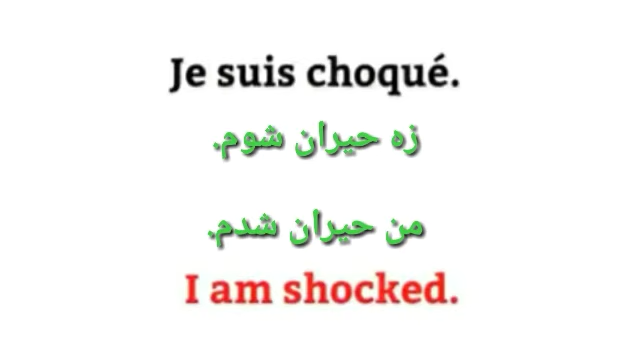 Je suis choqué.
زه حیران شوم.
من حیران شدم.
I am shocked.